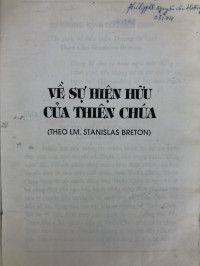 VỀ SỰ HIỆN HỮU
CỦA THIÊN CHÚA
(THEO LM. STANISLAS BRETON)